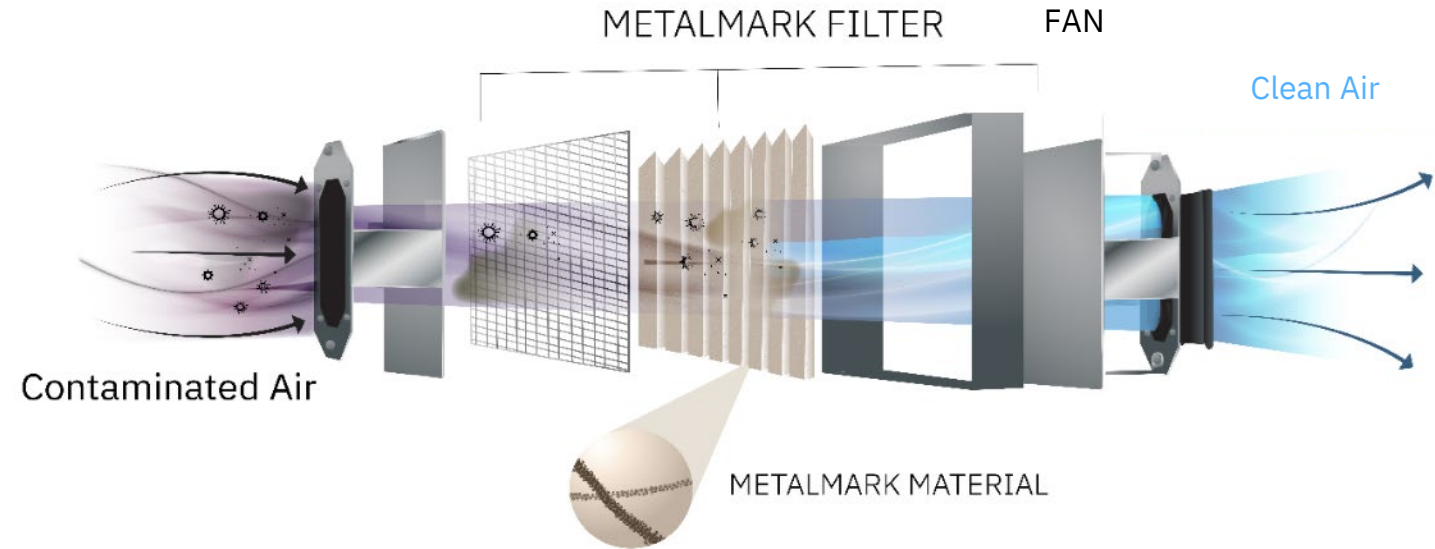 METALMARK FILTER
FAN
Clean Air
Contaminated Air
METALMARK MATERIAL